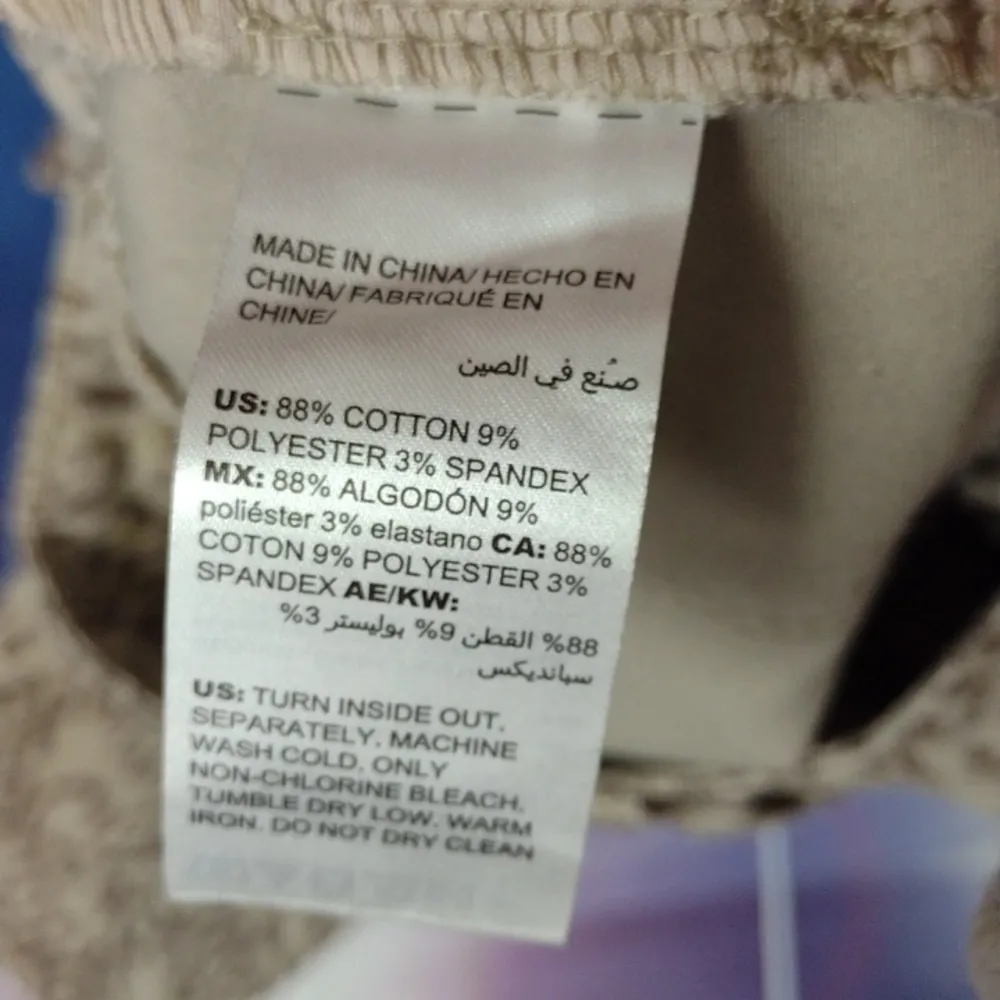 MADE IN CHINA/ HECHO EN
CHINA/ FABRIQUÉ EN
CHINE/
صُنع في الصين
US: 88% COTTON 9%
POLYESTER 3% SPANDEX
MX: 88% ALGODÓN 9%
poliéster 3% elastano CA: 88%
COTON 9% POLYESTER 3%
SPANDEX AE/KW:
88% القطن 9% بوليستر 3%
سبانديكس
US: TURN INSIDE OUT.
SEPARATELY. MACHINE
WASH COLD. ONLY
NON-CHLORINE BLEACH.
TUMBLE DRY LOW. WARM
IRON. DO NOT DRY CLEAN